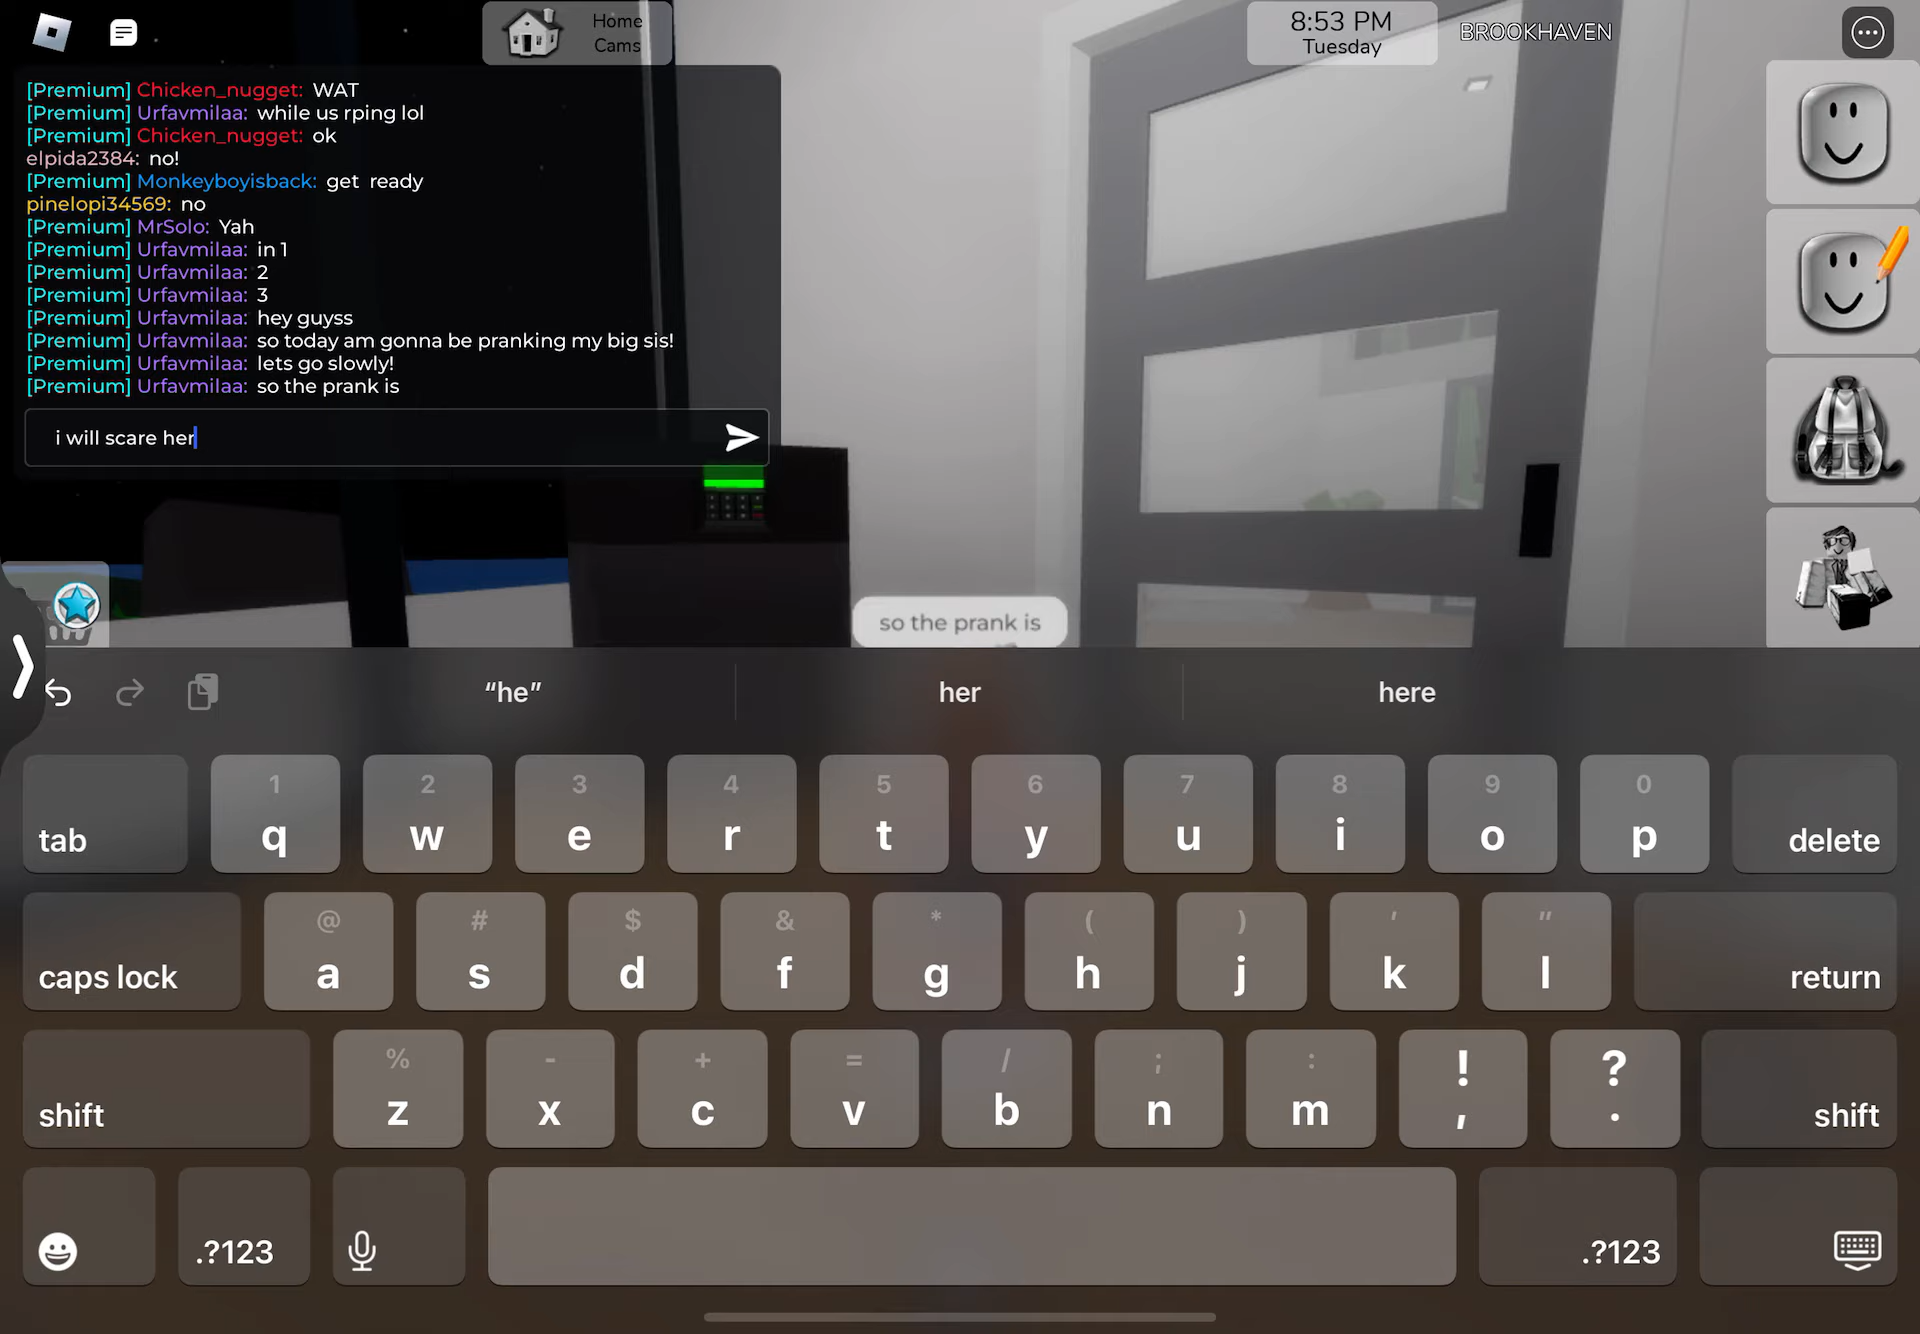 Home
Cams
8:53 PM
Tuesday
BROOKHAVEN
[Premium] Chicken_nugget: WAT
[Premium] Urfavmilaa: while us rping lol
[Premium] Chicken_nugget: ok
elpida2384: no!
[Premium] Monkeyboyisback: get ready
pinelopi34569: no
[Premium] MrSolo: Yah
[Premium] Urfavmilaa: in 1
[Premium] Urfavmilaa: 2
[Premium] Urfavmilaa: 3
[Premium] Urfavmilaa: hey guyss
[Premium] Urfavmilaa: so today am gonna be pranking my big sis!
[Premium] Urfavmilaa: lets go slowly!
[Premium] Urfavmilaa: so the prank is
i will scare her
so the prank is
“he” her here
1 2 3 4 5 6 7 8 9 0
tab q w e r t y u i o p delete
@ # $ & * ( ) ' "
caps lock a s d f g h j k l return
% - + = / ; : ! ?
shift z x c v b n m , . shift
.?123 .?123